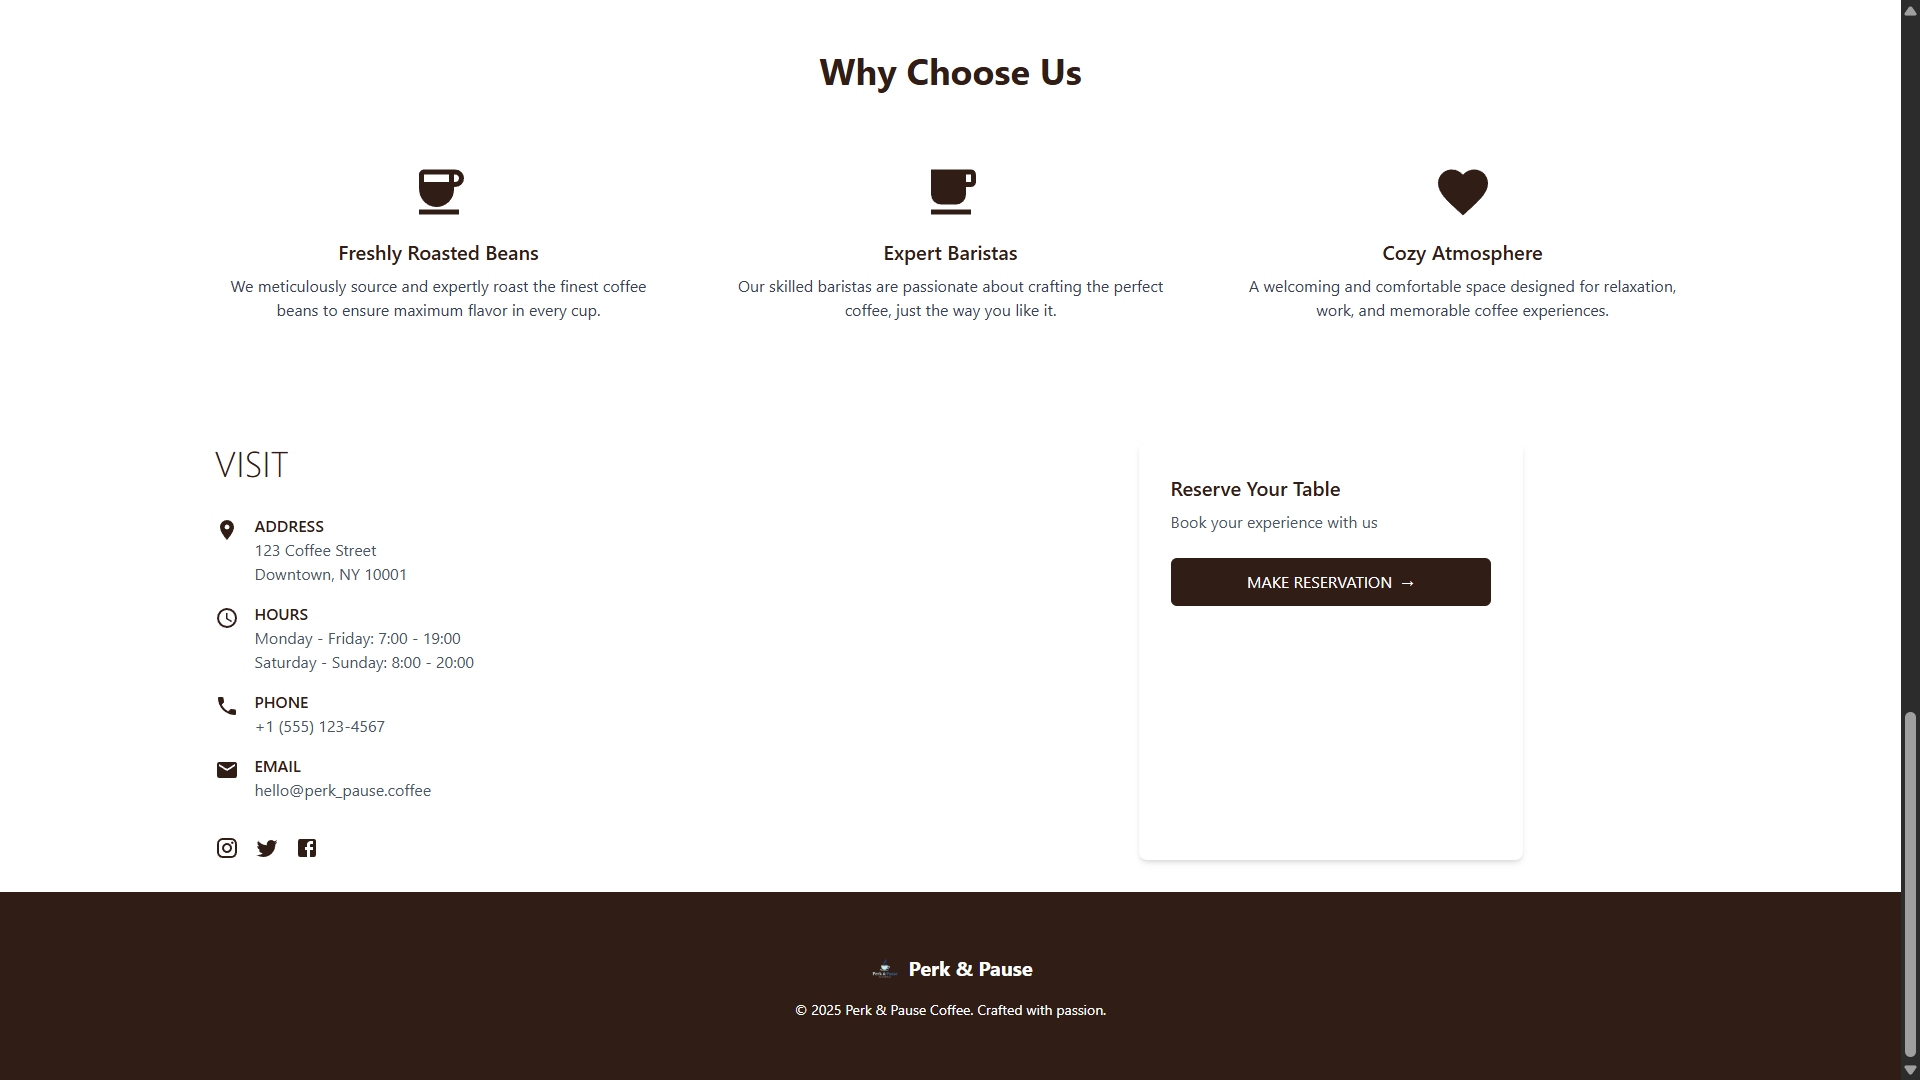 Why Choose Us
Freshly Roasted Beans
We meticulously source and expertly roast the finest coffee
beans to ensure maximum flavor in every cup.
Expert Baristas
Our skilled baristas are passionate about crafting the perfect
coffee, just the way you like it.
Cozy Atmosphere
A welcoming and comfortable space designed for relaxation,
work, and memorable coffee experiences.
VISIT
ADDRESS
123 Coffee Street
Downtown, NY 10001
HOURS
Monday - Friday: 7:00 - 19:00
Saturday - Sunday: 8:00 - 20:00
PHONE
+1 (555) 123-4567
EMAIL
hello@perk_pause.coffee
Reserve Your Table
Book your experience with us
MAKE RESERVATION →
Perk & Pause
© 2025 Perk & Pause Coffee. Crafted with passion.